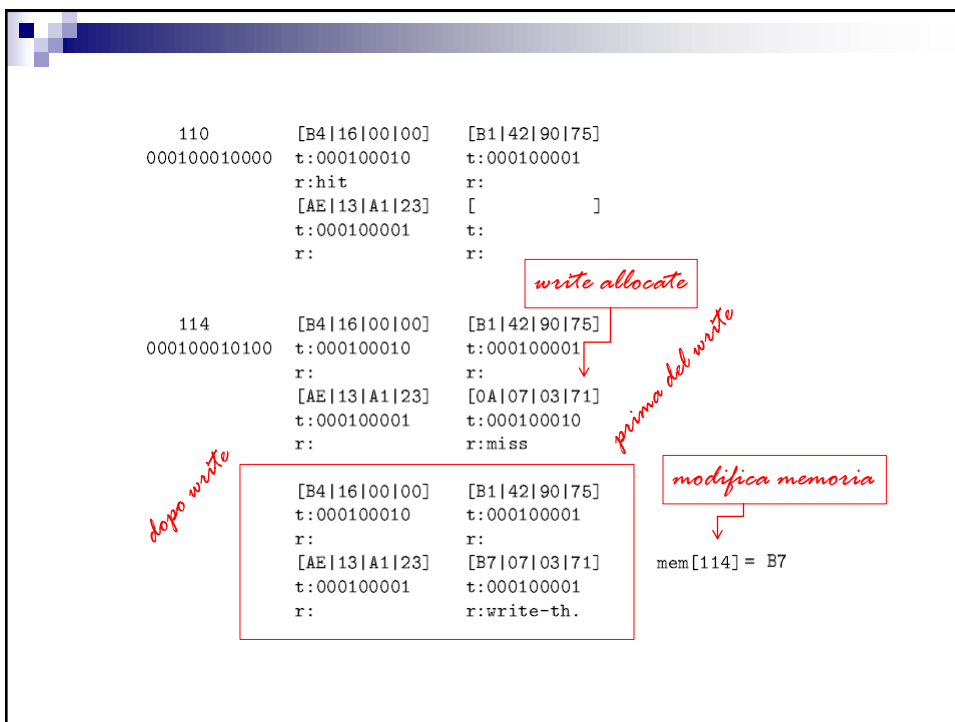 110 [B4|16|00|00] [B1|42|90|75]
000100010000 t:000100010 t:000100001
r:hit r:
[AE|13|A1|23] [ ]
t:000100001 t:
r: r:
write allocate
114 [B4|16|00|00] [B1|42|90|75]
000100010100 t:000100010 t:000100001
r: r:
[AE|13|A1|23] [0A|07|03|71]
t:000100001 t:000100010
r: r:miss
prima del write
dopo write
[B4|16|00|00] [B1|42|90|75]
t:000100010 t:000100001
r: r:
[AE|13|A1|23] [B7|07|03|71]
t:000100001 t:000100001
r: r:write-th.
modifica memoria
mem[114] = B7